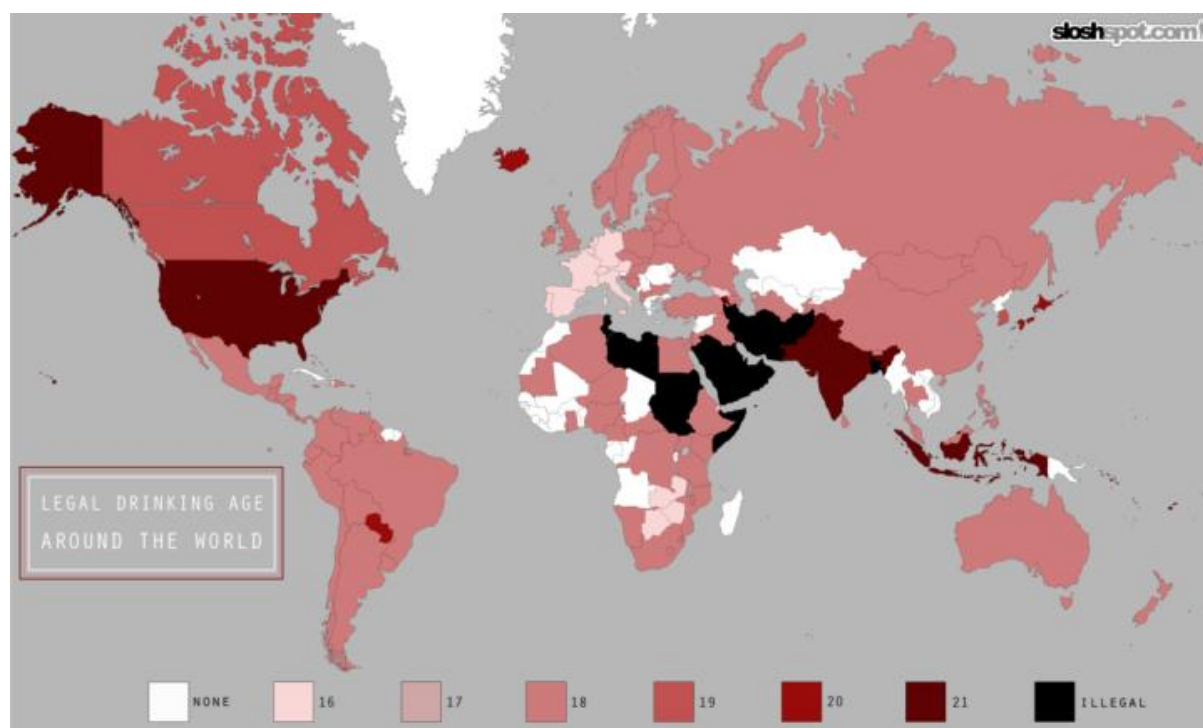 sloshspot.com
LEGAL DRINKING AGE
AROUND THE WORLD
NONE
16
17
18
19
20
21
ILLEGAL